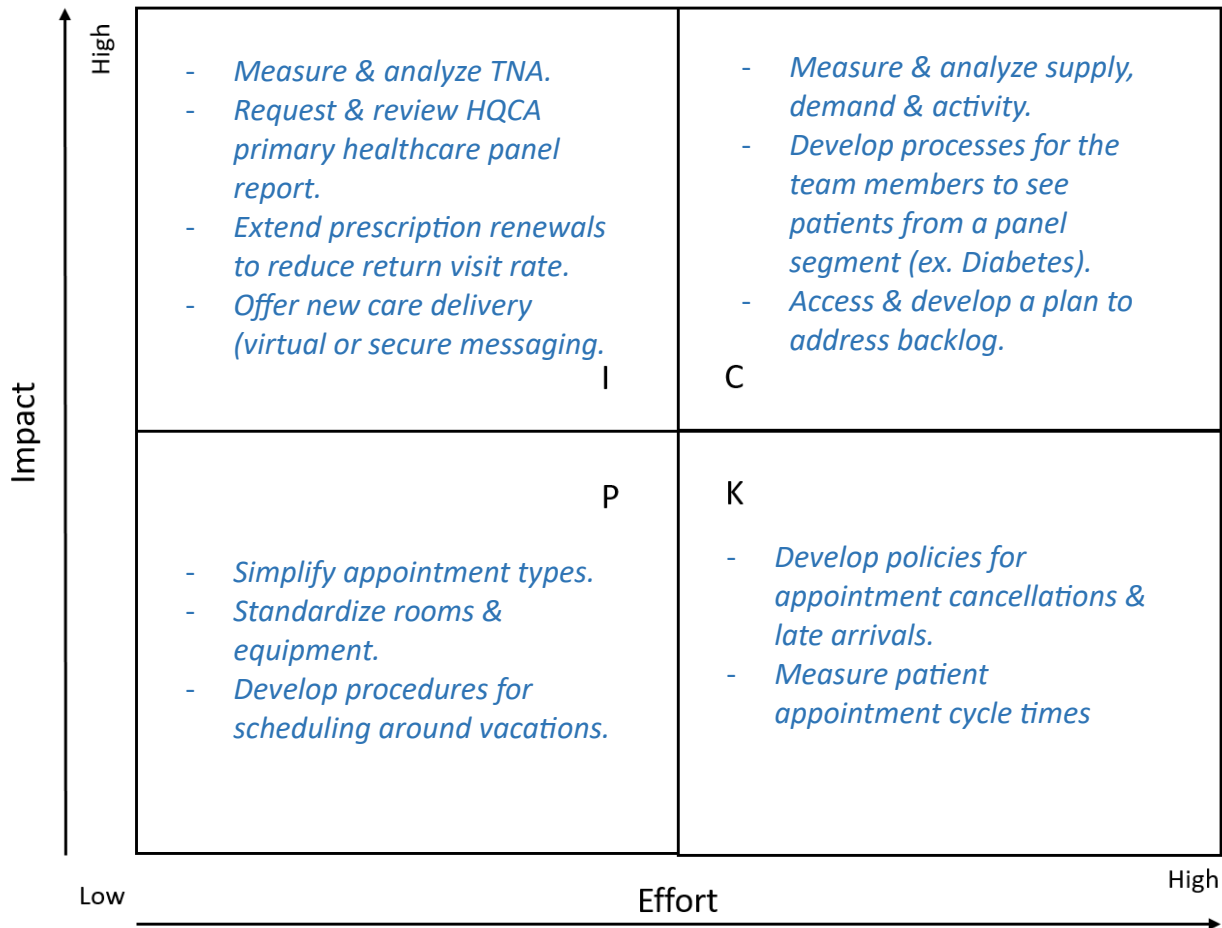 High
Impact
- Measure & analyze TNA.
- Request & review HQCA
primary healthcare panel
report.
- Extend prescription renewals
to reduce return visit rate.
- Offer new care delivery
(virtual or secure messaging.
I
- Measure & analyze supply,
demand & activity.
- Develop processes for the
team members to see
patients from a panel
segment (ex. Diabetes).
- Access & develop a plan to
address backlog.
C
P
- Simplify appointment types.
- Standardize rooms &
equipment.
- Develop procedures for
scheduling around vacations.
K
- Develop policies for
appointment cancellations &
late arrivals.
- Measure patient
appointment cycle times
Low
Effort
High